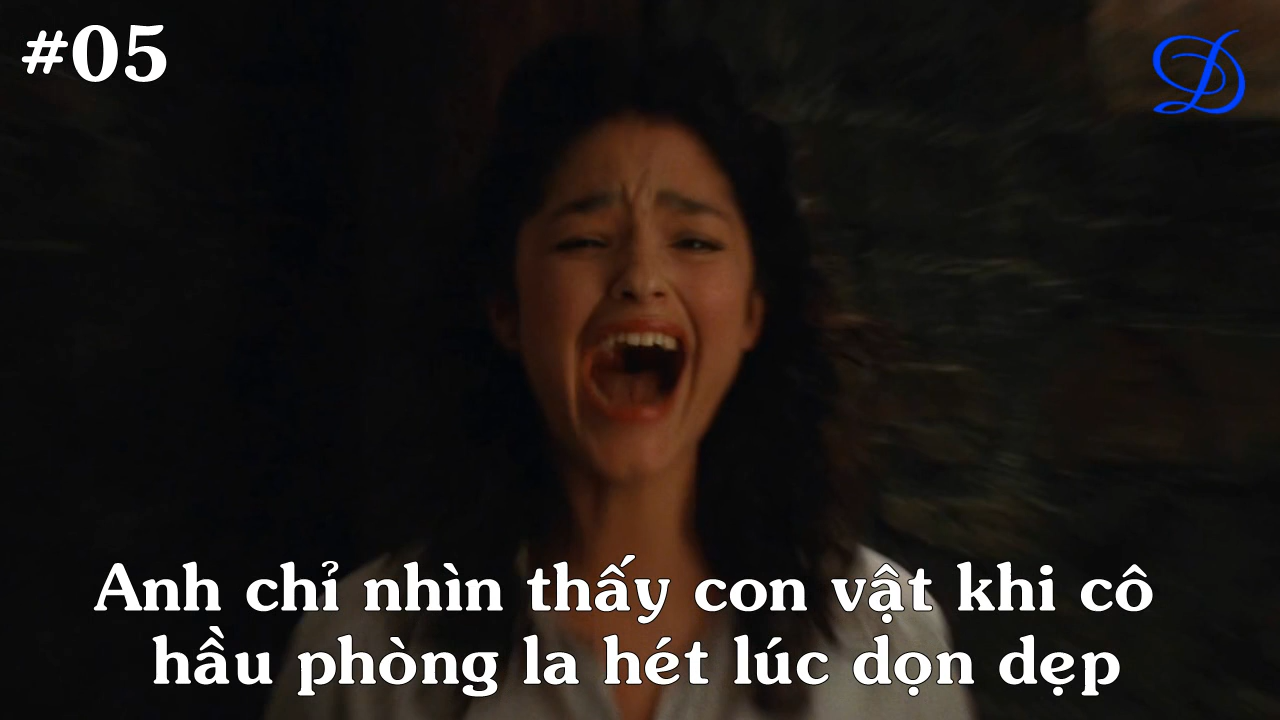 #05
D
Anh chỉ nhìn thấy con vật khi cô
hầu phòng la hét lúc dọn dẹp